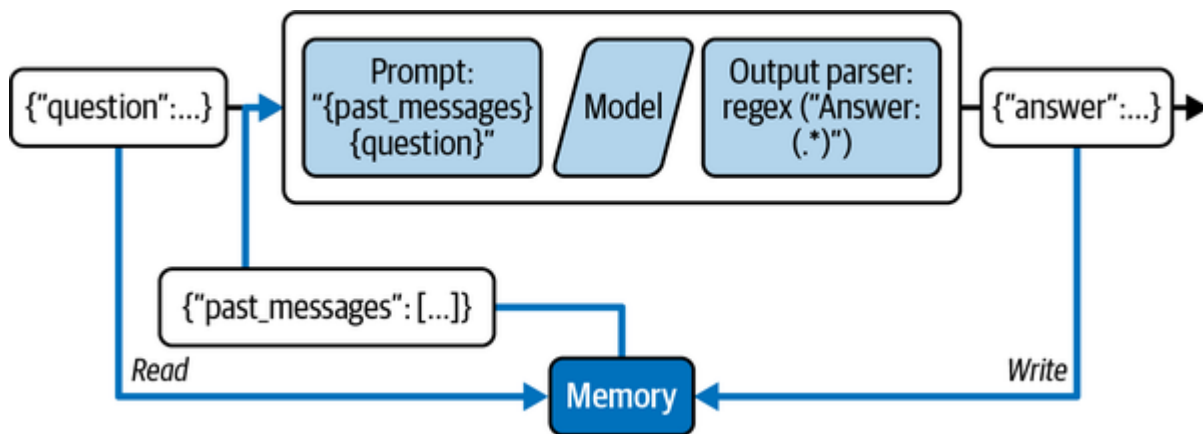 {"question":...}
Prompt:
“{past_messages}
{question}”
Model
Output parser:
regex ("Answer:
(.*)")
{"answer":...}
{"past_messages": [...]}
Read
Memory
Write